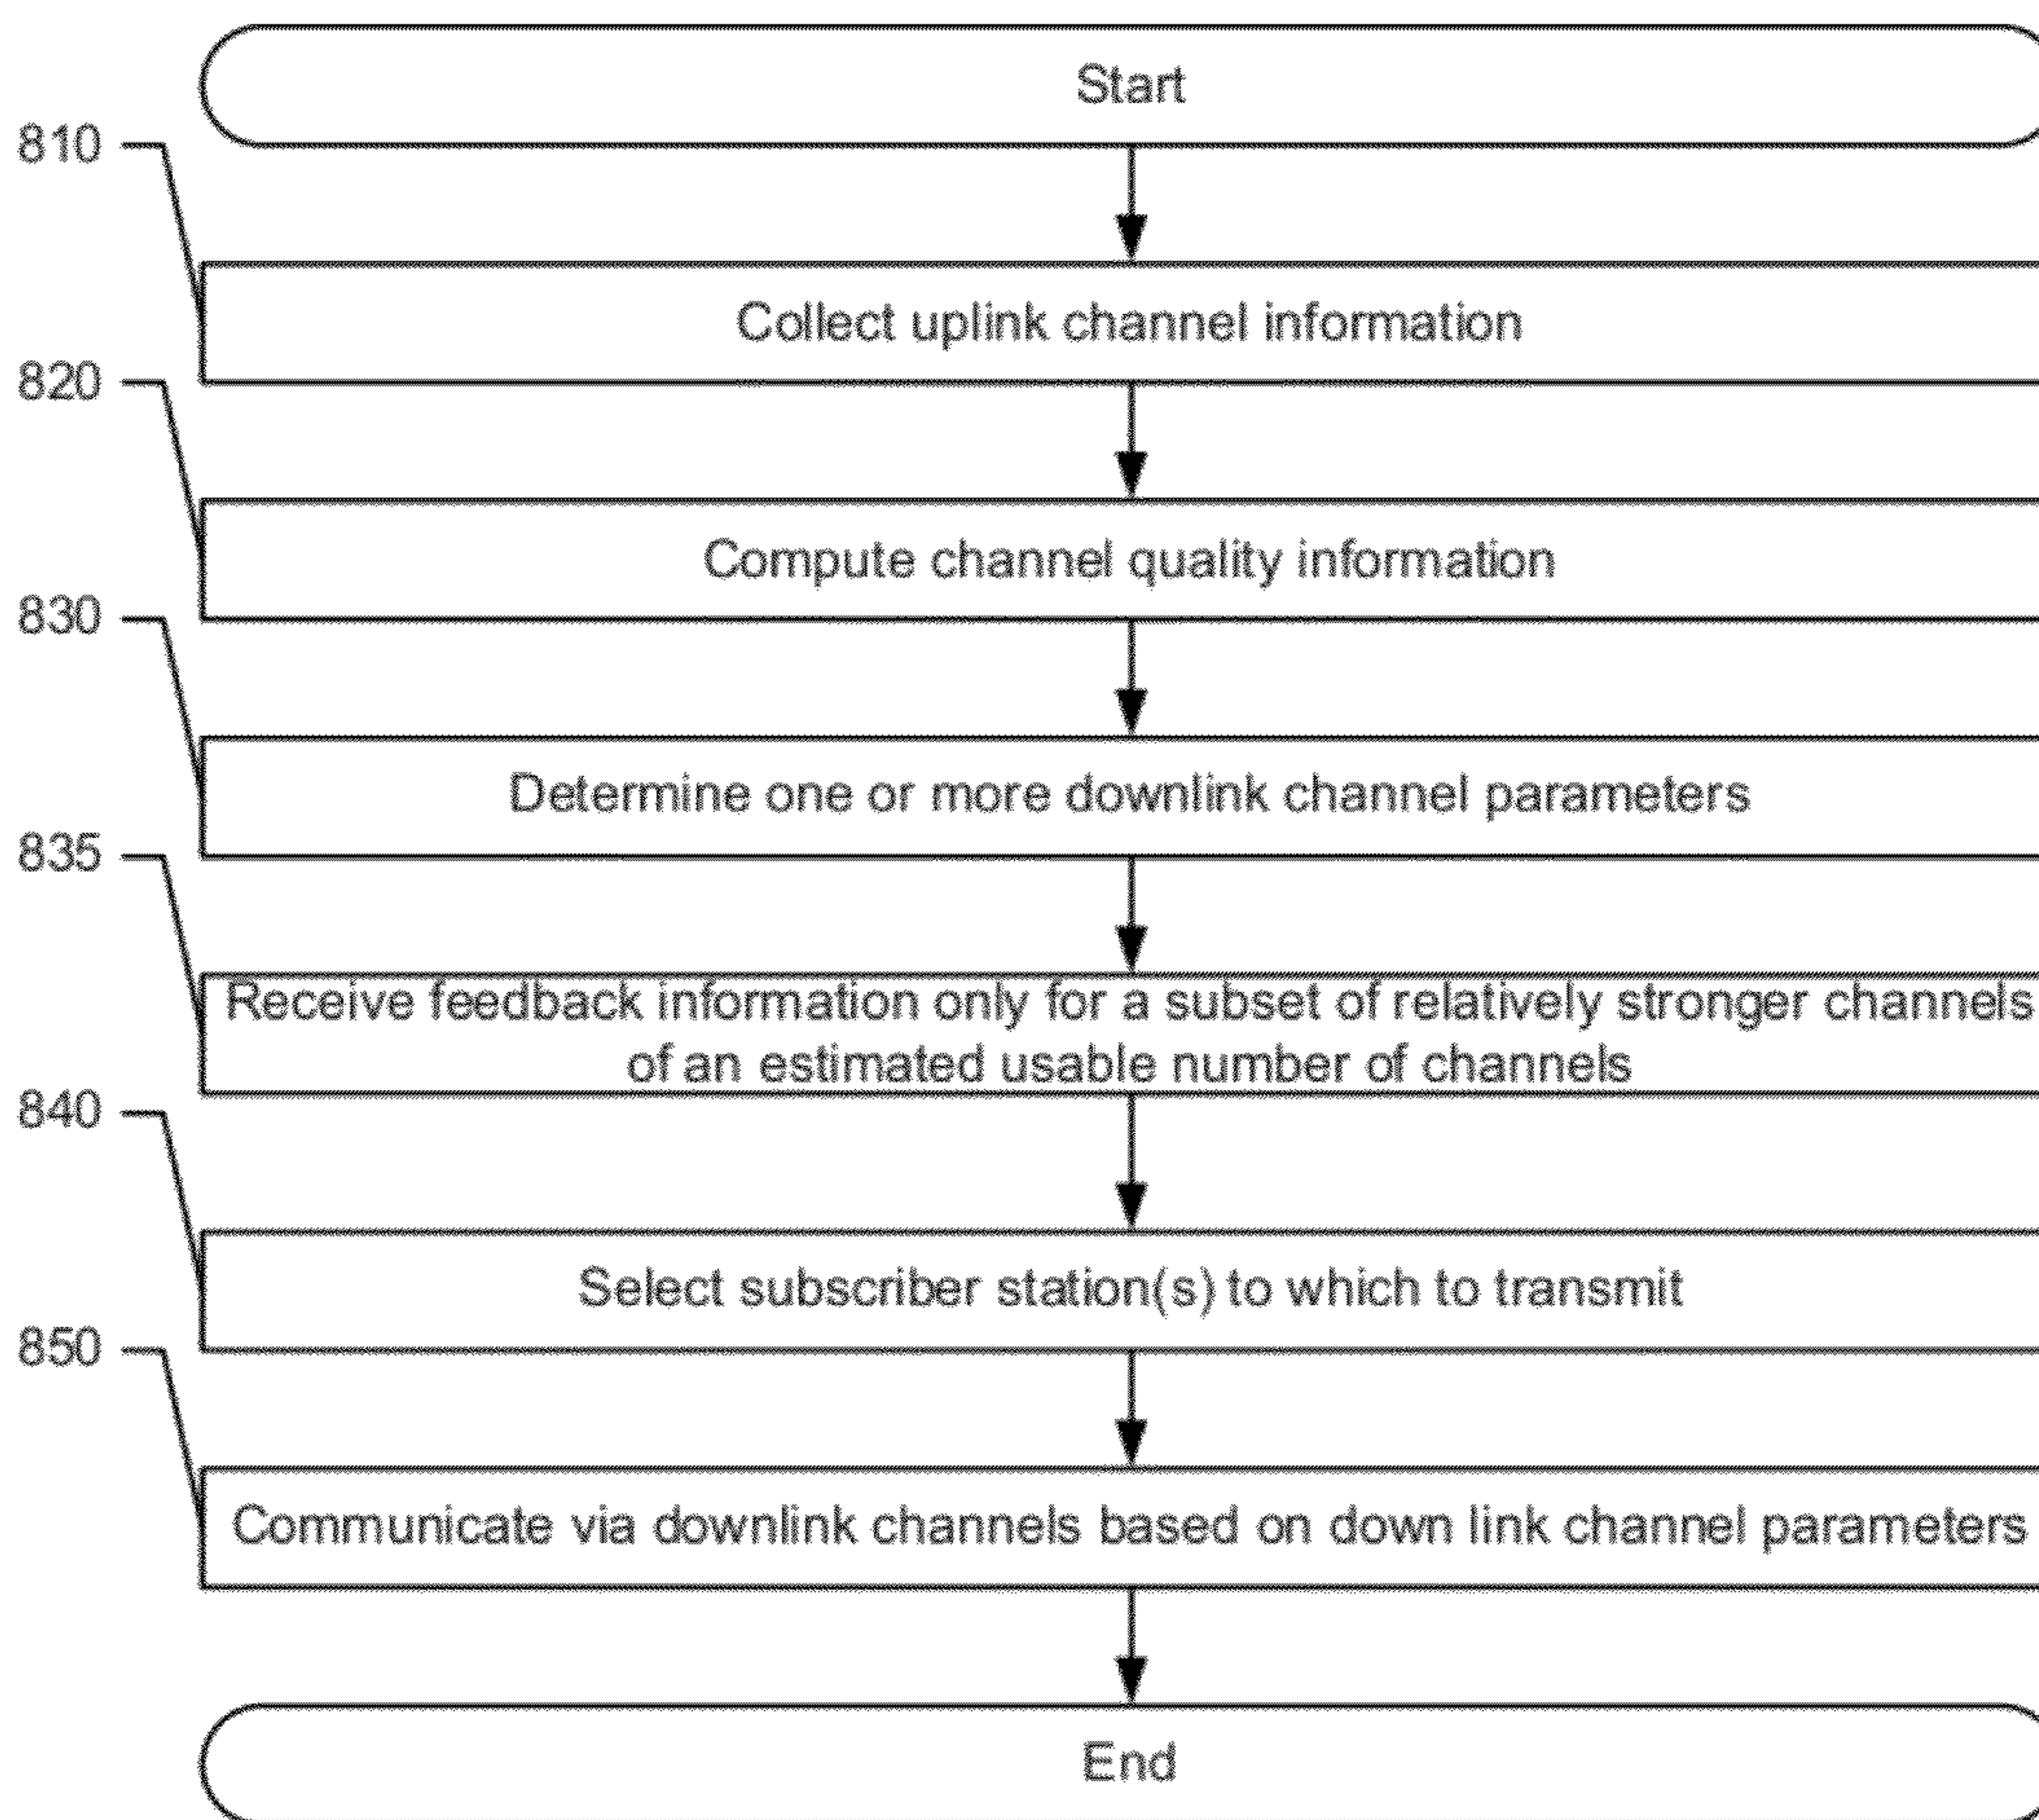 Start
810
Collect uplink channel information
820
Compute channel quality information
830
Determine one or more downlink channel parameters
835
Receive feedback information only for a subset of relatively stronger channels
of an estimated usable number of channels
840
Select subscriber station(s) to which to transmit
850
Communicate via downlink channels based on down link channel parameters
End